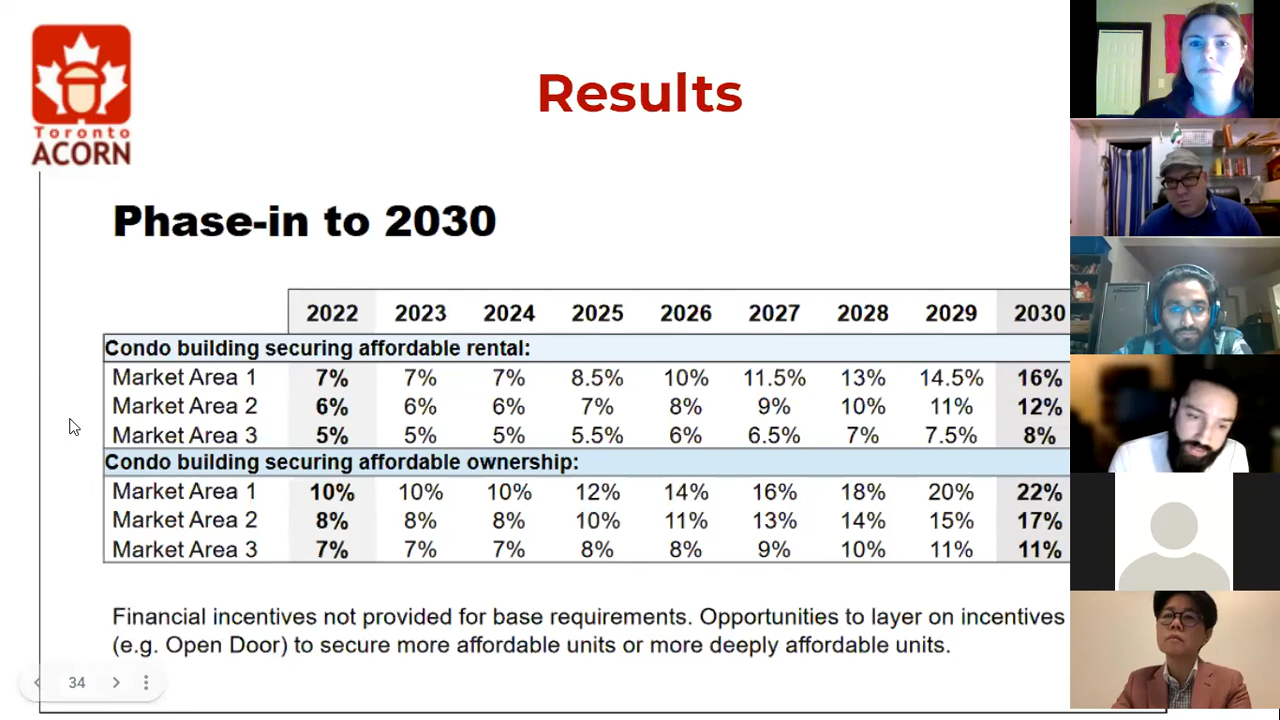 Toronto
ACORN
Results
Phase-in to 2030
2022 2023 2024 2025 2026 2027 2028 2029 2030
Condo building securing affordable rental:
Market Area 1 7% 7% 7% 8.5% 10% 11.5% 13% 14.5% 16%
Market Area 2 6% 6% 6% 7% 8% 9% 10% 11% 12%
Market Area 3 5% 5% 5% 5.5% 6% 6.5% 7% 7.5% 8%
Condo building securing affordable ownership:
Market Area 1 10% 10% 10% 12% 14% 16% 18% 20% 22%
Market Area 2 8% 8% 8% 10% 11% 13% 14% 15% 17%
Market Area 3 7% 7% 7% 8% 8% 9% 10% 11% 11%
Financial incentives not provided for base requirements. Opportunities to layer on incentives
(e.g. Open Door) to secure more affordable units or more deeply affordable units.
34